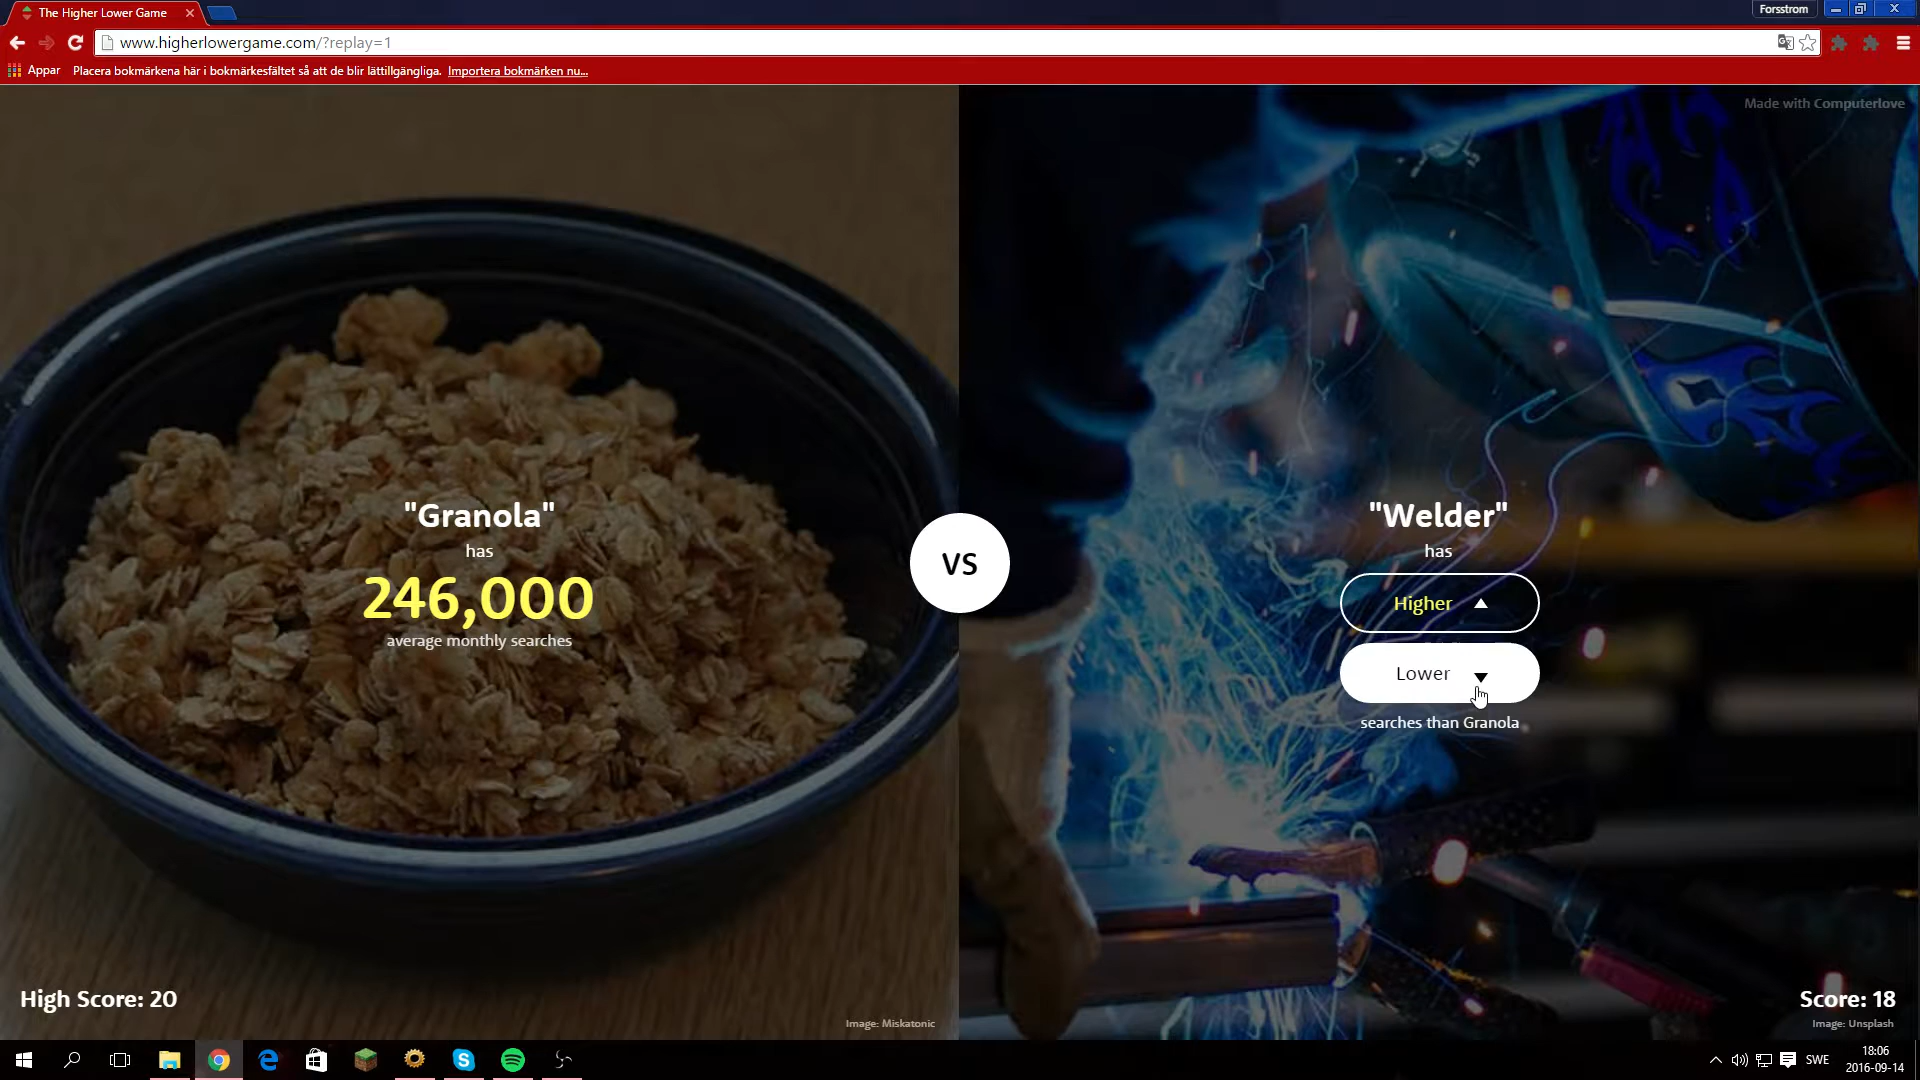 The Higher Lower Game
Forsstrom
www.higherlowergame.com/?replay=1
Appar
Placera bokmärkena här i bokmärkesfältet så att de blir lättillgängliga. Importera bokmärken nu...
Made with Computerlove
"Granola"
has
246,000
average monthly searches
VS
"Welder"
has
Higher
Lower
searches than Granola
High Score: 20
Image: Miskatonic
Score: 18
Image: Unsplash
SWE
18:06
2016-09-14